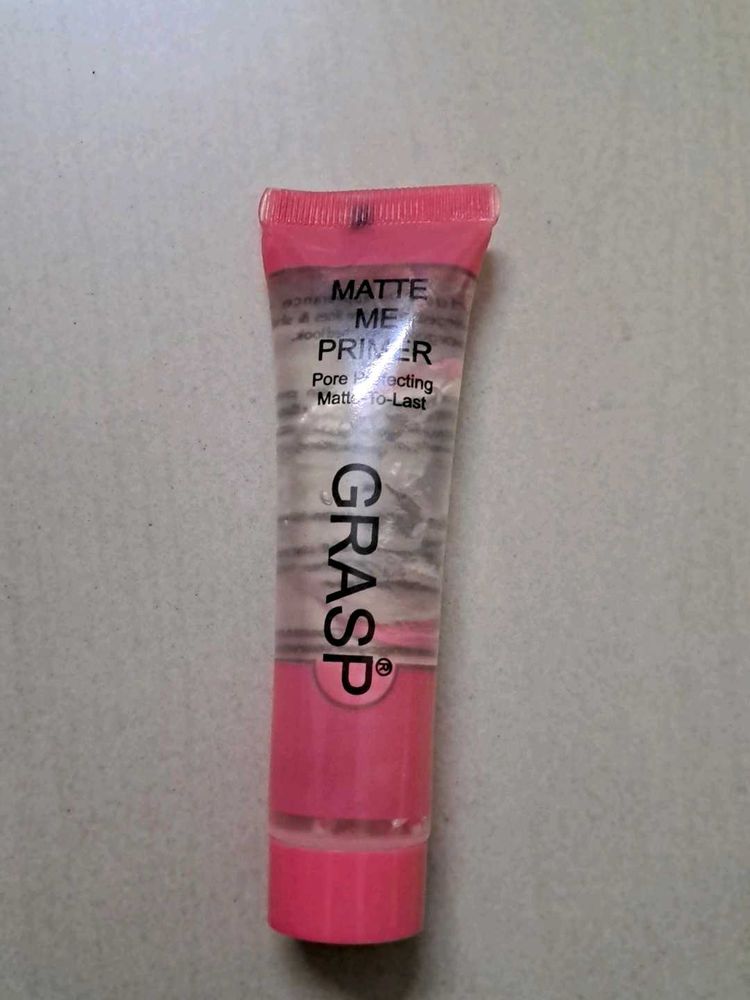 MATTE
ME
PRIMER
Pore Perfecting
Matte-To-Last
GRASP®